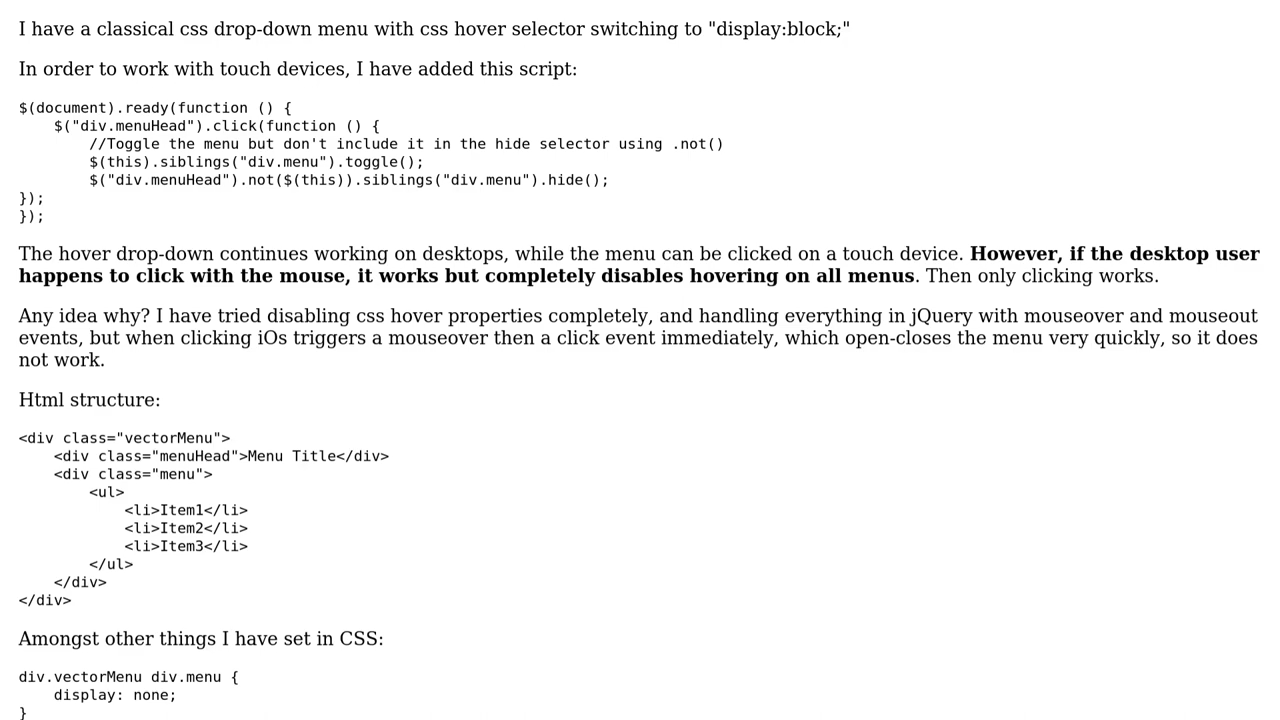 I have a classical css drop-down menu with css hover selector switching to "display:block;"
In order to work with touch devices, I have added this script:
$(document).ready(function () {
    $("div.menuHead").click(function () {
        //Toggle the menu but don't include it in the hide selector using .not()
        $(this).siblings("div.menu").toggle();
        $("div.menuHead").not($(this)).siblings("div.menu").hide();
});
});
The hover drop-down continues working on desktops, while the menu can be clicked on a touch device. However, if the desktop user
happens to click with the mouse, it works but completely disables hovering on all menus. Then only clicking works.
Any idea why? I have tried disabling css hover properties completely, and handling everything in jQuery with mouseover and mouseout
events, but when clicking iOs triggers a mouseover then a click event immediately, which open-closes the menu very quickly, so it does
not work.
Html structure:
<div class="vectorMenu">
    <div class="menuHead">Menu Title</div>
    <div class="menu">
        <ul>
            <li>Item1</li>
            <li>Item2</li>
            <li>Item3</li>
        </ul>
    </div>
</div>
Amongst other things I have set in CSS:
div.vectorMenu div.menu {
    display: none;
}